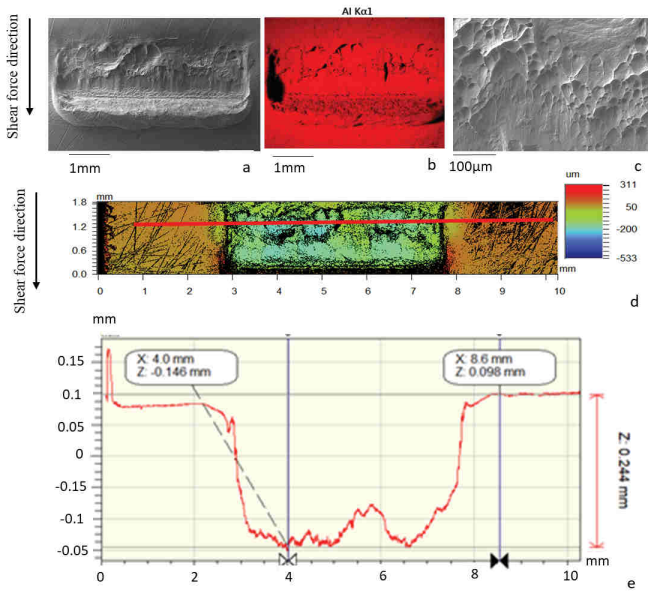 Shear force direction
Al Kα1
1mm
a
1mm
b
100µm
c
Shear force direction
mm
1.8
1.2
0.6
0.0
0
1
2
3
4
5
6
7
8
9
10
mm
um
311
50
-200
-533
d
mm
0.15
0.1
0.05
0
-0.15
-0.1
-0.05
X: 4.0 mm
Z: -0.146 mm
X: 8.6 mm
Z: 0.098 mm
Z: 0.244 mm
0
2
4
6
8
10
mm
e